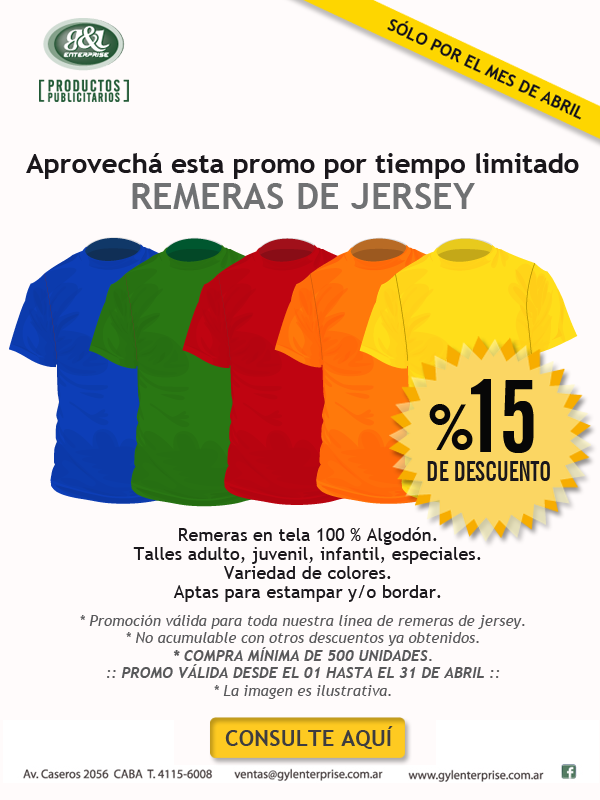 g&L
ENTERPRISE
[PRODUCTOS
PUBLICITARIOS]
SÓLO POR EL MES DE ABRIL
Aprovechá esta promo por tiempo limitado
REMERAS DE JERSEY
%15
DE DESCUENTO
Remeras en tela 100 % Algodón.
Talles adulto, juvenil, infantil, especiales.
Variedad de colores.
Aptas para estampar y/o bordar.
* Promoción válida para toda nuestra línea de remeras de jersey.
* No acumulable con otros descuentos ya obtenidos.
* COMPRA MÍNIMA DE 500 UNIDADES.
:: PROMO VÁLIDA DESDE EL 01 HASTA EL 31 DE ABRIL ::
* La imagen es ilustrativa.
CONSULTE AQUÍ
Av. Caseros 2056 CABA T. 4115-6008 ventas@gylenterprise.com.ar www.gylenterprise.com.ar f